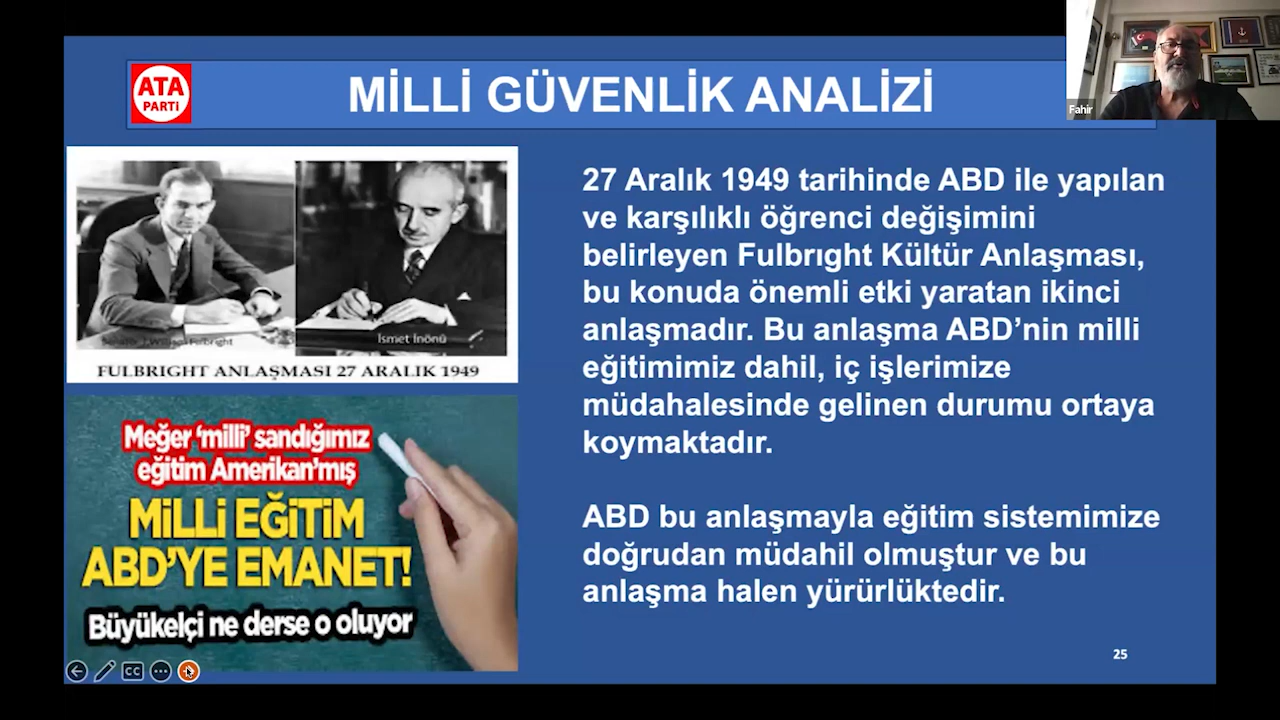 ATA
PARTİ
MİLLİ GÜVENLİK ANALİZİ
Fahir
İsmet İnönü
FULBRIGHT ANLAŞMASI 27 ARALIK 1949
Meğer ‘milli’ sandığımız
eğitim Amerikan’mış
MiLLi EĞiTiM
ABD’YE EMANET!
Büyükelçi ne derse o oluyor
27 Aralık 1949 tarihinde ABD ile yapılan
ve karşılıklı öğrenci değişimini
belirleyen Fulbrıght Kültür Anlaşması,
bu konuda önemli etki yaratan ikinci
anlaşmadır. Bu anlaşma ABD’nin milli
eğitimimiz dahil, iç işlerimize
müdahalesinde gelinen durumu ortaya
koymaktadır.
ABD bu anlaşmayla eğitim sistemimize
doğrudan müdahil olmuştur ve bu
anlaşma halen yürürlüktedir.
25
CC